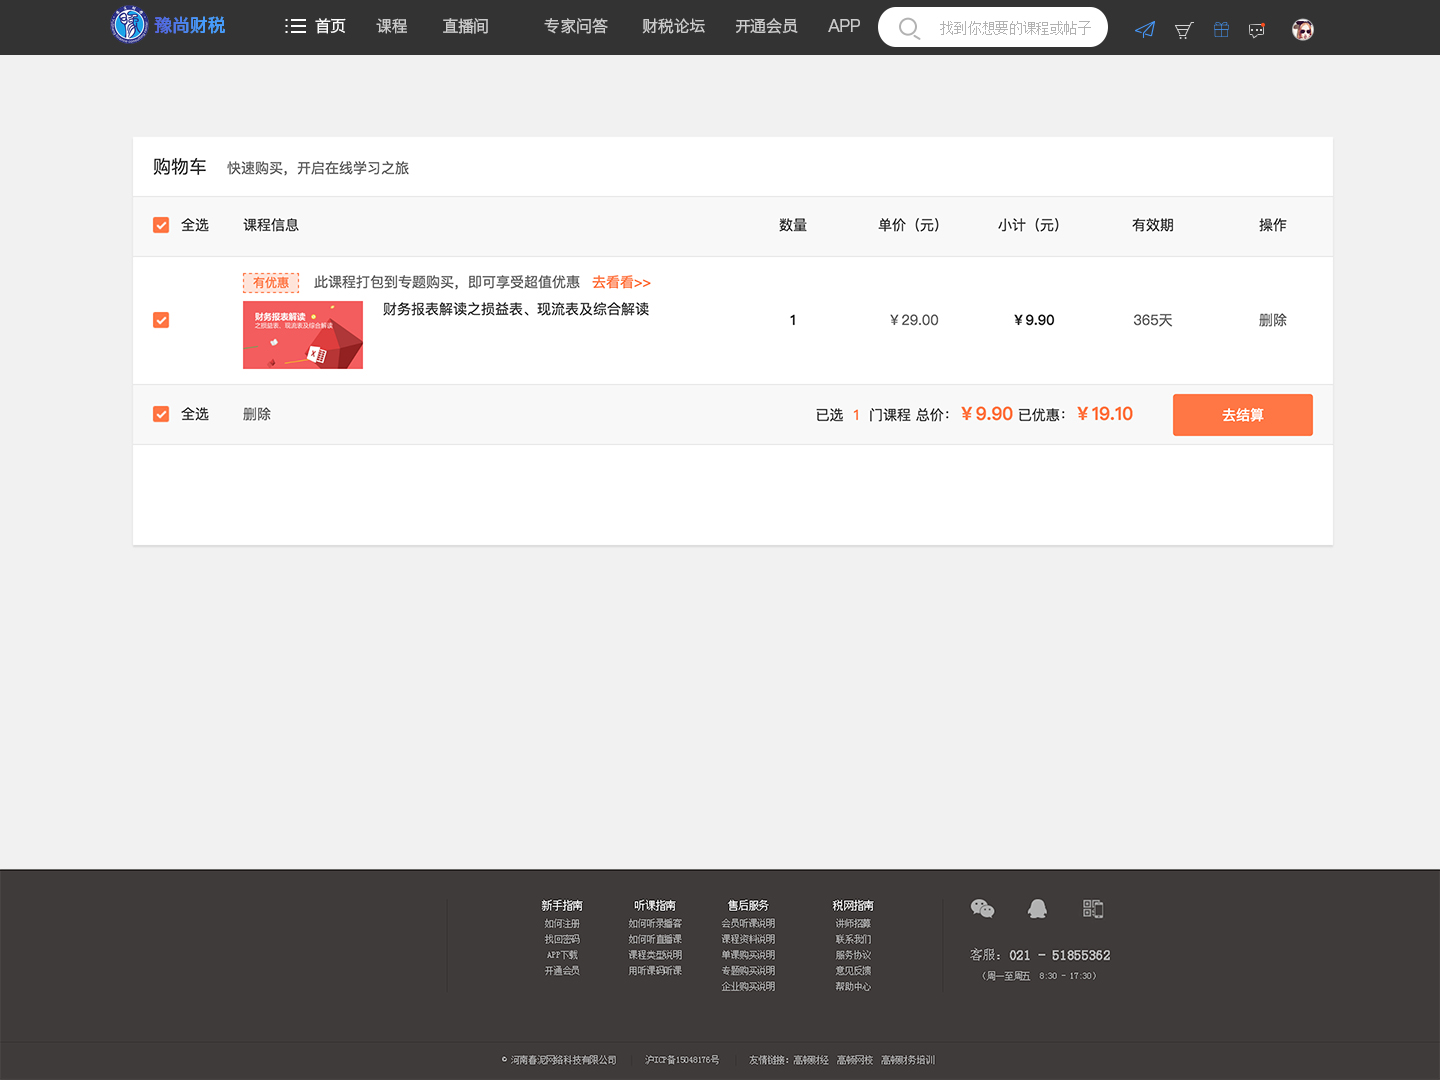 豫尚财税 首页 课程 直播间 专家问答 财税论坛 开通会员 APP 找到你想要的课程或帖子
购物车 快速购买，开启在线学习之旅
全选 课程信息 数量 单价（元） 小计（元） 有效期 操作
有优惠 此课程打包到专题购买，即可享受超值优惠 去看看>>
财务报表解读之损益表、现流表及综合解读
财务报表解读
之损益表、现流表及综合解读
1 ¥29.00 ¥9.90 365天 删除
全选 删除 已选 1 门课程 总价： ¥9.90 已优惠： ¥19.10 去结算
新手指南 听课指南 售后服务 税网指南
如何注册 如何听录播客 会员听课说明 讲师招募
找回密码 如何听直播课 课程资料说明 联系我们
APP下载 课程类型说明 单课购买说明 服务协议
开通会员 用听课码听课 专题购买说明 意见反馈
企业购买说明 帮助中心
客服：021 - 51855362
（周一至周五 8:30 - 17:30）
© 河南春泥网络科技有限公司 沪ICP备15048176号 友情链接：高顿财经 高顿网校 高顿财务培训